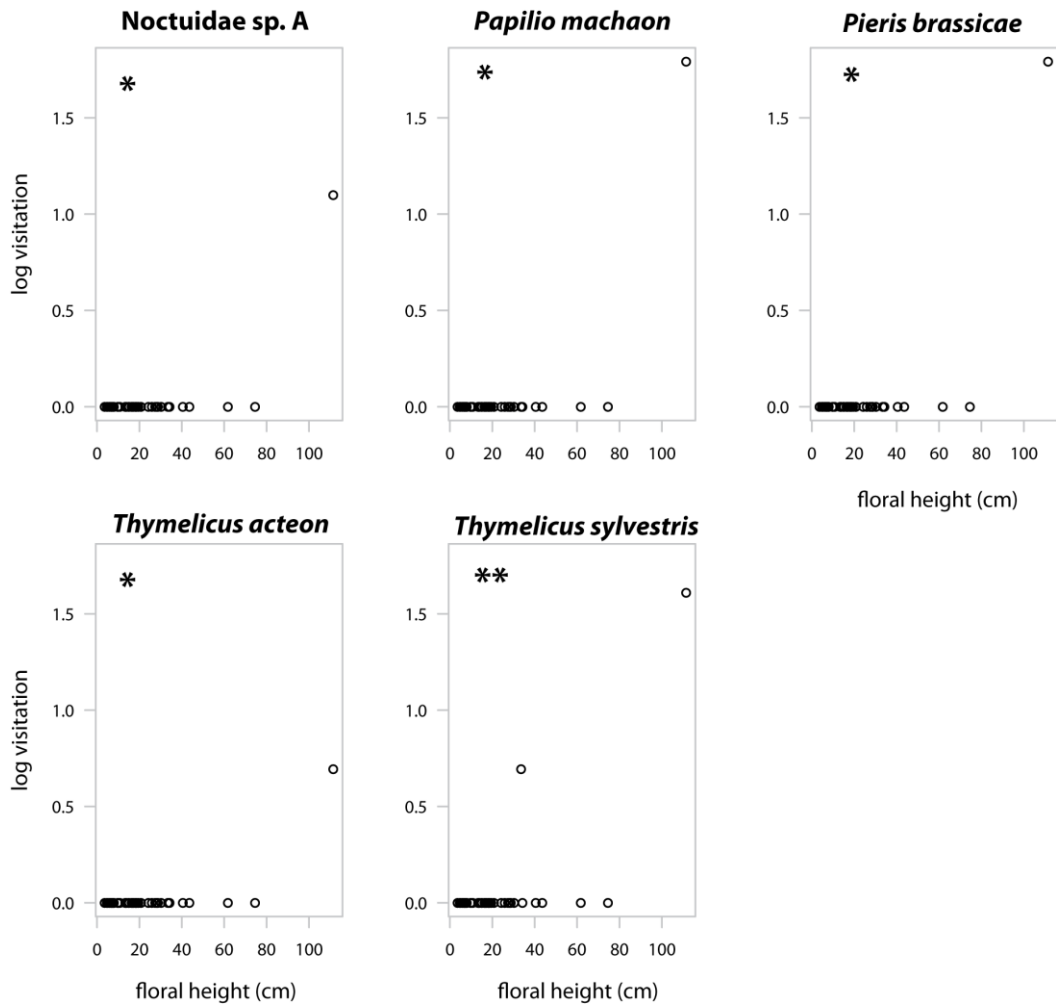 Noctuidae sp. A
Papilio machaon
Pieris brassicae
*
*
*
log visitation
1.5
1.0
0.5
0.0
1.5
1.0
0.5
0.0
1.5
1.0
0.5
0.0
0 20 40 60 80 100
0 20 40 60 80 100
0 20 40 60 80 100
floral height (cm)
Thymelicus acteon
Thymelicus sylvestris
*
**
log visitation
1.5
1.0
0.5
0.0
1.5
1.0
0.5
0.0
0 20 40 60 80 100
0 20 40 60 80 100
floral height (cm)
floral height (cm)